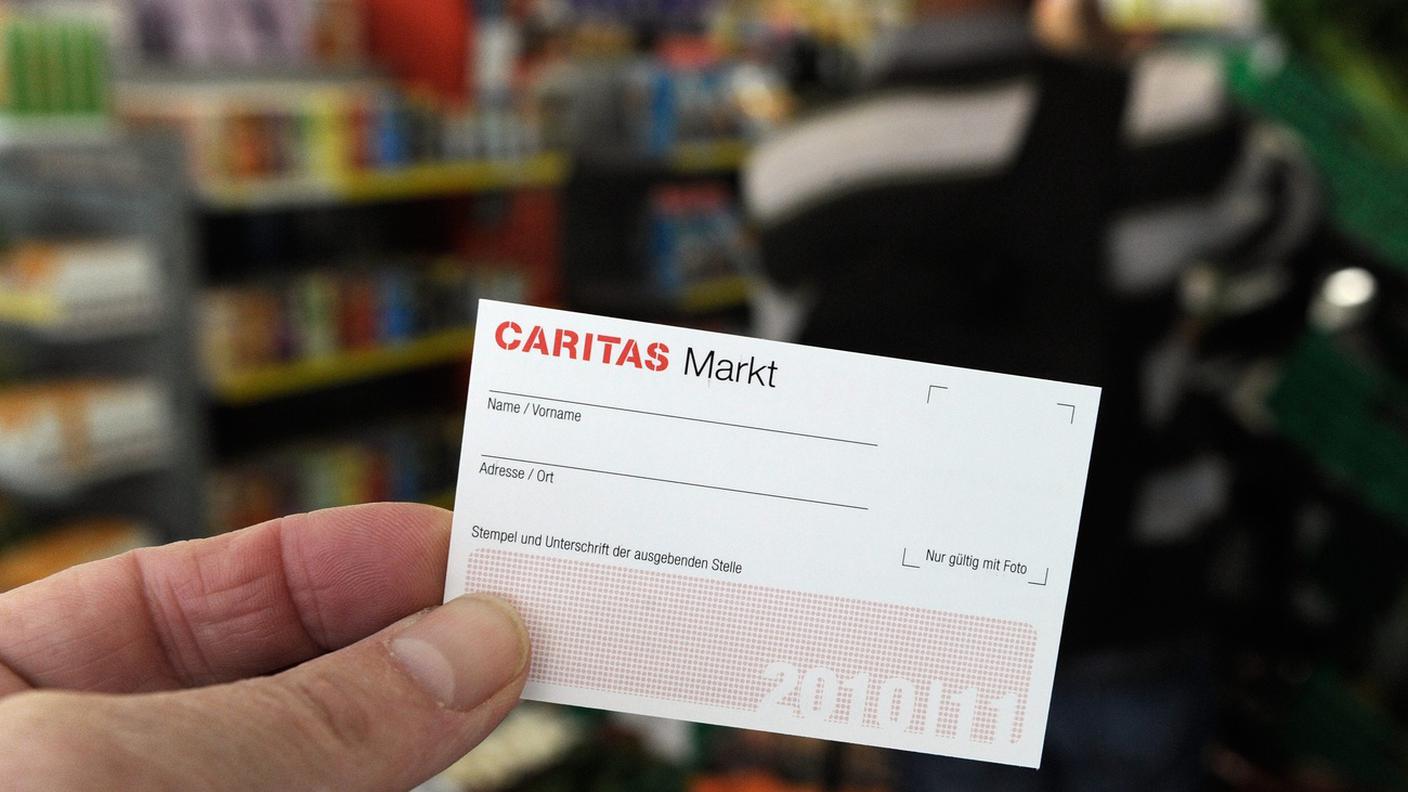 CARITAS Markt
Name / Vorname
Adresse / Ort
Stempel und Unterschrift der ausgebenden Stelle
Nur gültig mit Foto
2010/11